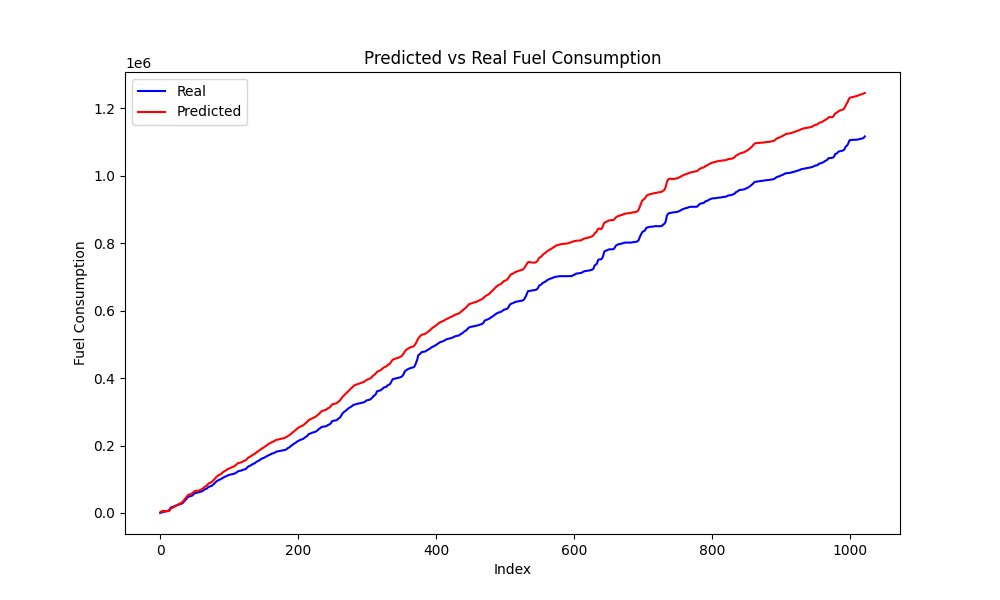 Predicted vs Real Fuel Consumption
1e6
Real
Predicted
1.2
1.0
0.8
0.6
0.4
0.2
0.0
Fuel Consumption
0 200 400 600 800 1000
Index